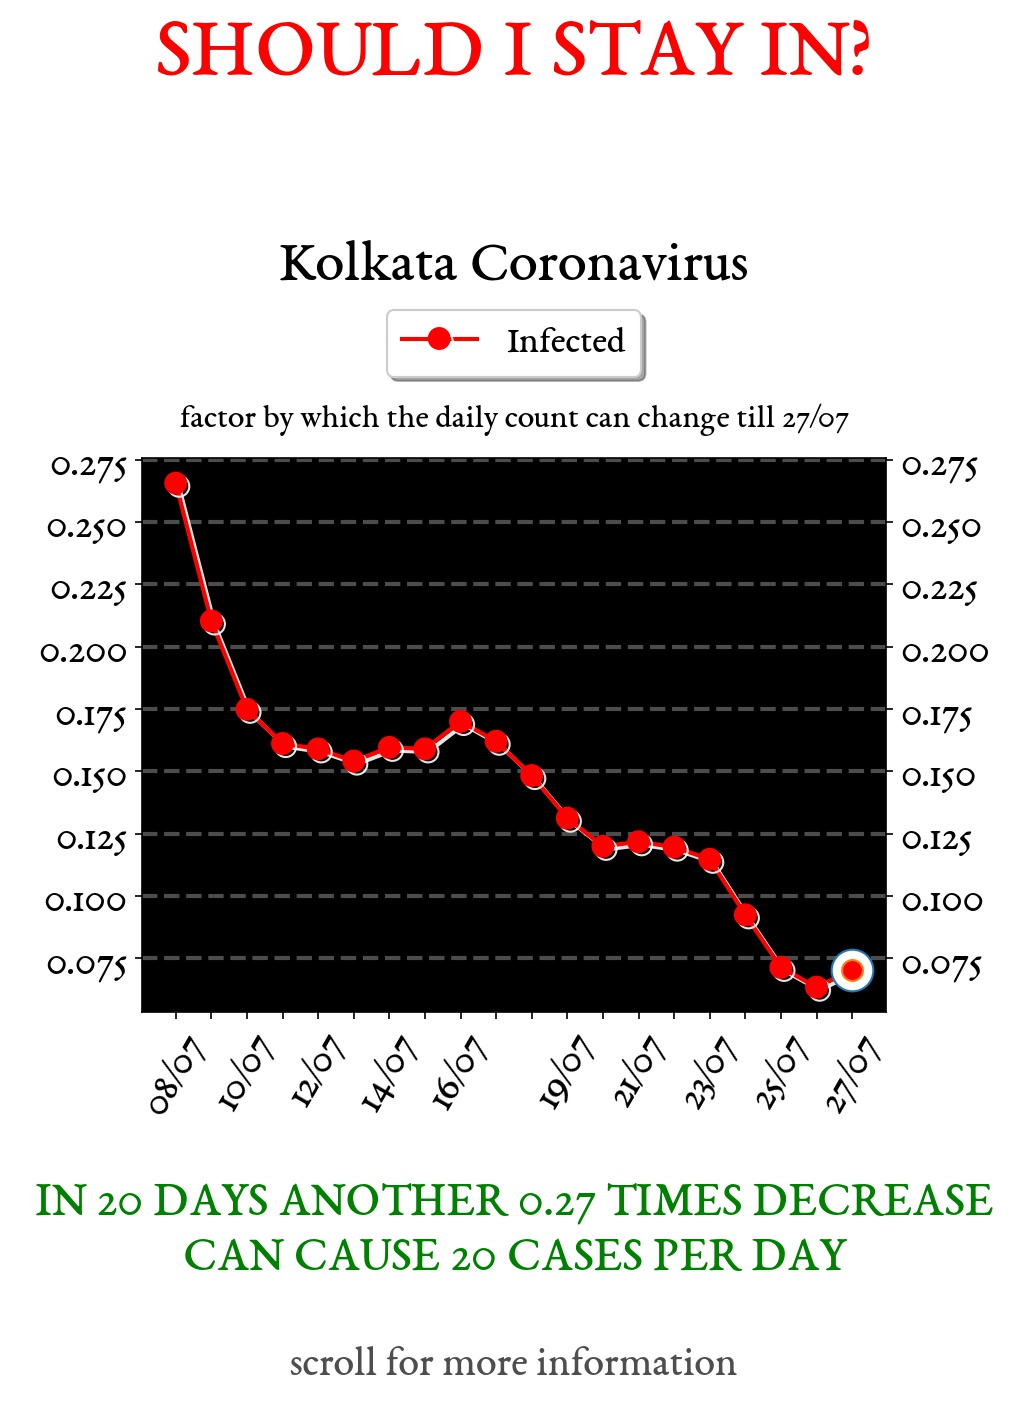 SHOULD I STAY IN?
Kolkata Coronavirus
Infected
factor by which the daily count can change till 27/07
0.275 0.275
0.250 0.250
0.225 0.225
0.200 0.200
0.175 0.175
0.150 0.150
0.125 0.125
0.100 0.100
0.075 0.075
08/07 10/07 12/07 14/07 16/07 19/07 21/07 23/07 25/07 27/07
IN 20 DAYS ANOTHER 0.27 TIMES DECREASE
CAN CAUSE 20 CASES PER DAY
scroll for more information